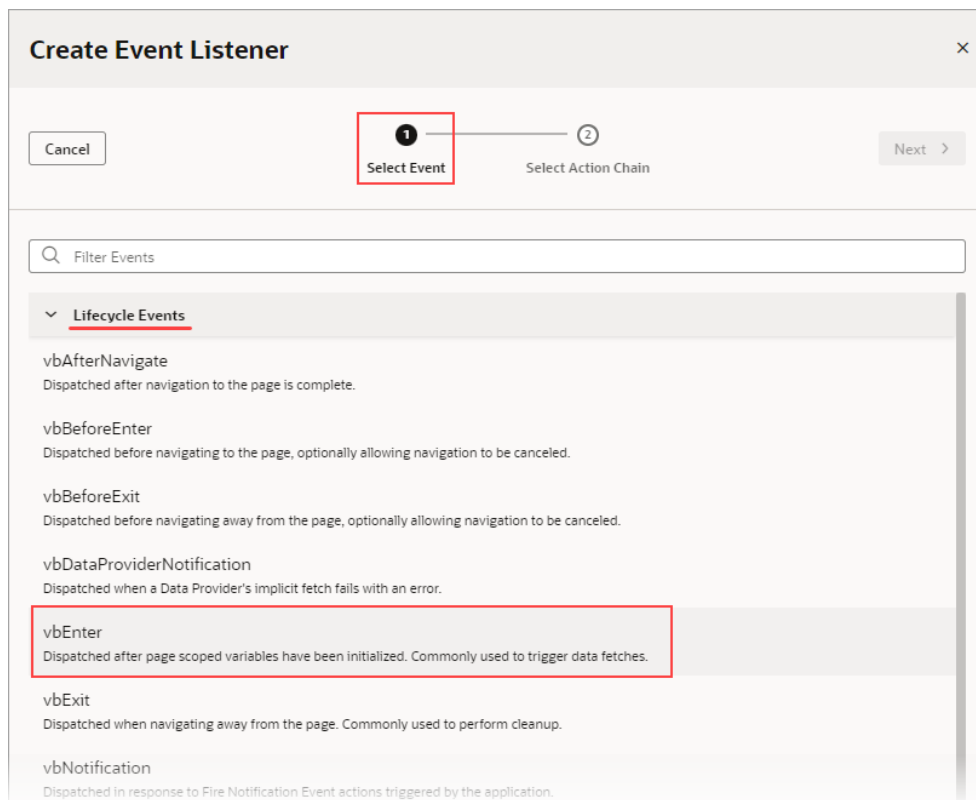 Create Event Listener
×
Cancel
1
2
Next >
Select Event
Select Action Chain
Filter Events
Lifecycle Events
vbAfterNavigate
Dispatched after navigation to the page is complete.
vbBeforeEnter
Dispatched before navigating to the page, optionally allowing navigation to be canceled.
vbBeforeExit
Dispatched before navigating away from the page, optionally allowing navigation to be canceled.
vbDataProviderNotification
Dispatched when a Data Provider's implicit fetch fails with an error.
vbEnter
Dispatched after page scoped variables have been initialized. Commonly used to trigger data fetches.
vbExit
Dispatched when navigating away from the page. Commonly used to perform cleanup.
vbNotification
Dispatched in response to Fire Notification Event actions triggered by the application.